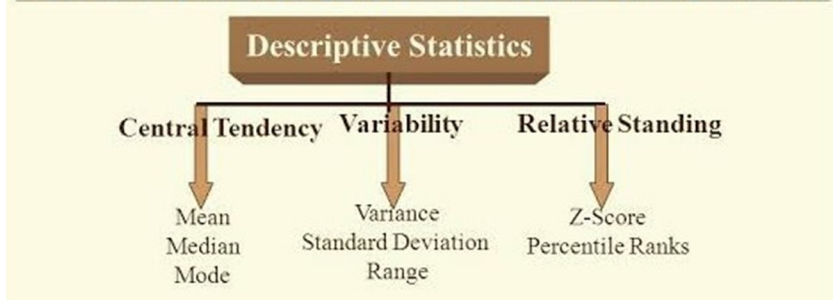 Descriptive Statistics
Central Tendency
Variability
Relative Standing
Mean
Median
Mode
Variance
Standard Deviation
Range
Z-Score
Percentile Ranks